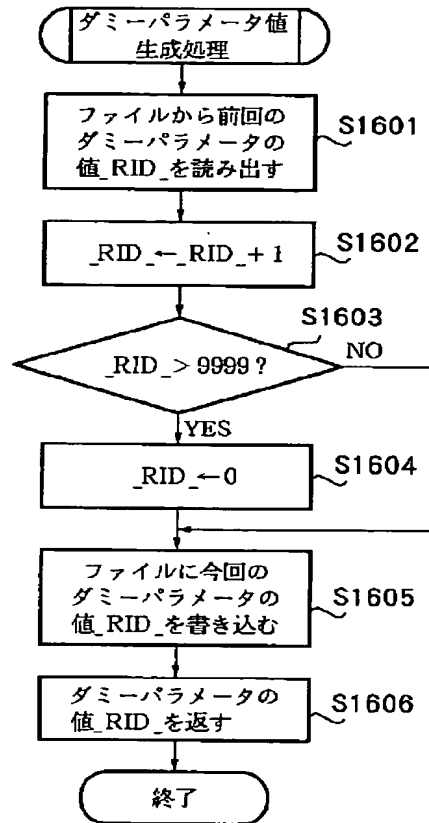 ダミーパラメータ値
生成処理
ファイルから前回の
ダミーパラメータの
値_RID_を読み出す
S1601
_RID_←_RID_+1
S1602
S1603
_RID_> 9999 ?
NO
YES
_RID_←0
S1604
ファイルに今回の
ダミーパラメータの
値_RID_を書き込む
S1605
ダミーパラメータの
値_RID_を返す
S1606
終了